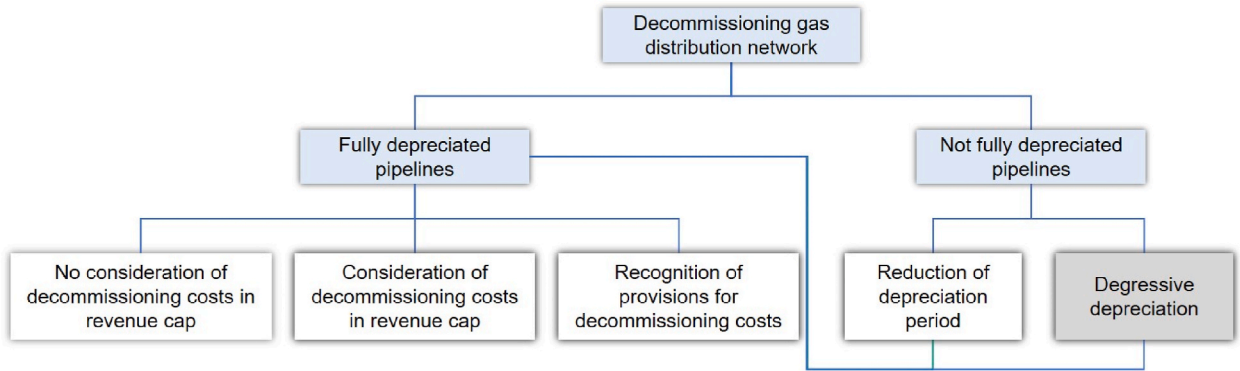 Decommissioning gas
distribution network
Fully depreciated
pipelines
Not fully depreciated
pipelines
No consideration of
decommissioning costs in
revenue cap
Consideration of
decommissioning costs
in revenue cap
Recognition of
provisions for
decommissioning costs
Reduction of
depreciation
period
Degressive
depreciation